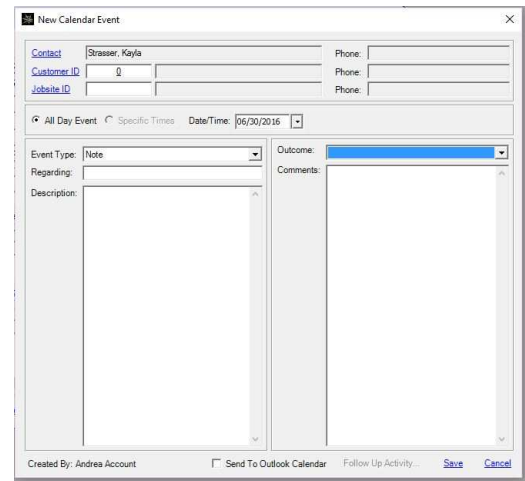 New Calendar Event
Contact Strasser, Kayla Phone:
Customer ID 0 Phone:
Jobsite ID Phone:
All Day Event Specific Times Date/Time: 06/30/2016
Event Type: Note Outcome:
Regarding: Comments:
Description:
Created By: Andrea Account Send To Outlook Calendar Follow Up Activity... Save Cancel